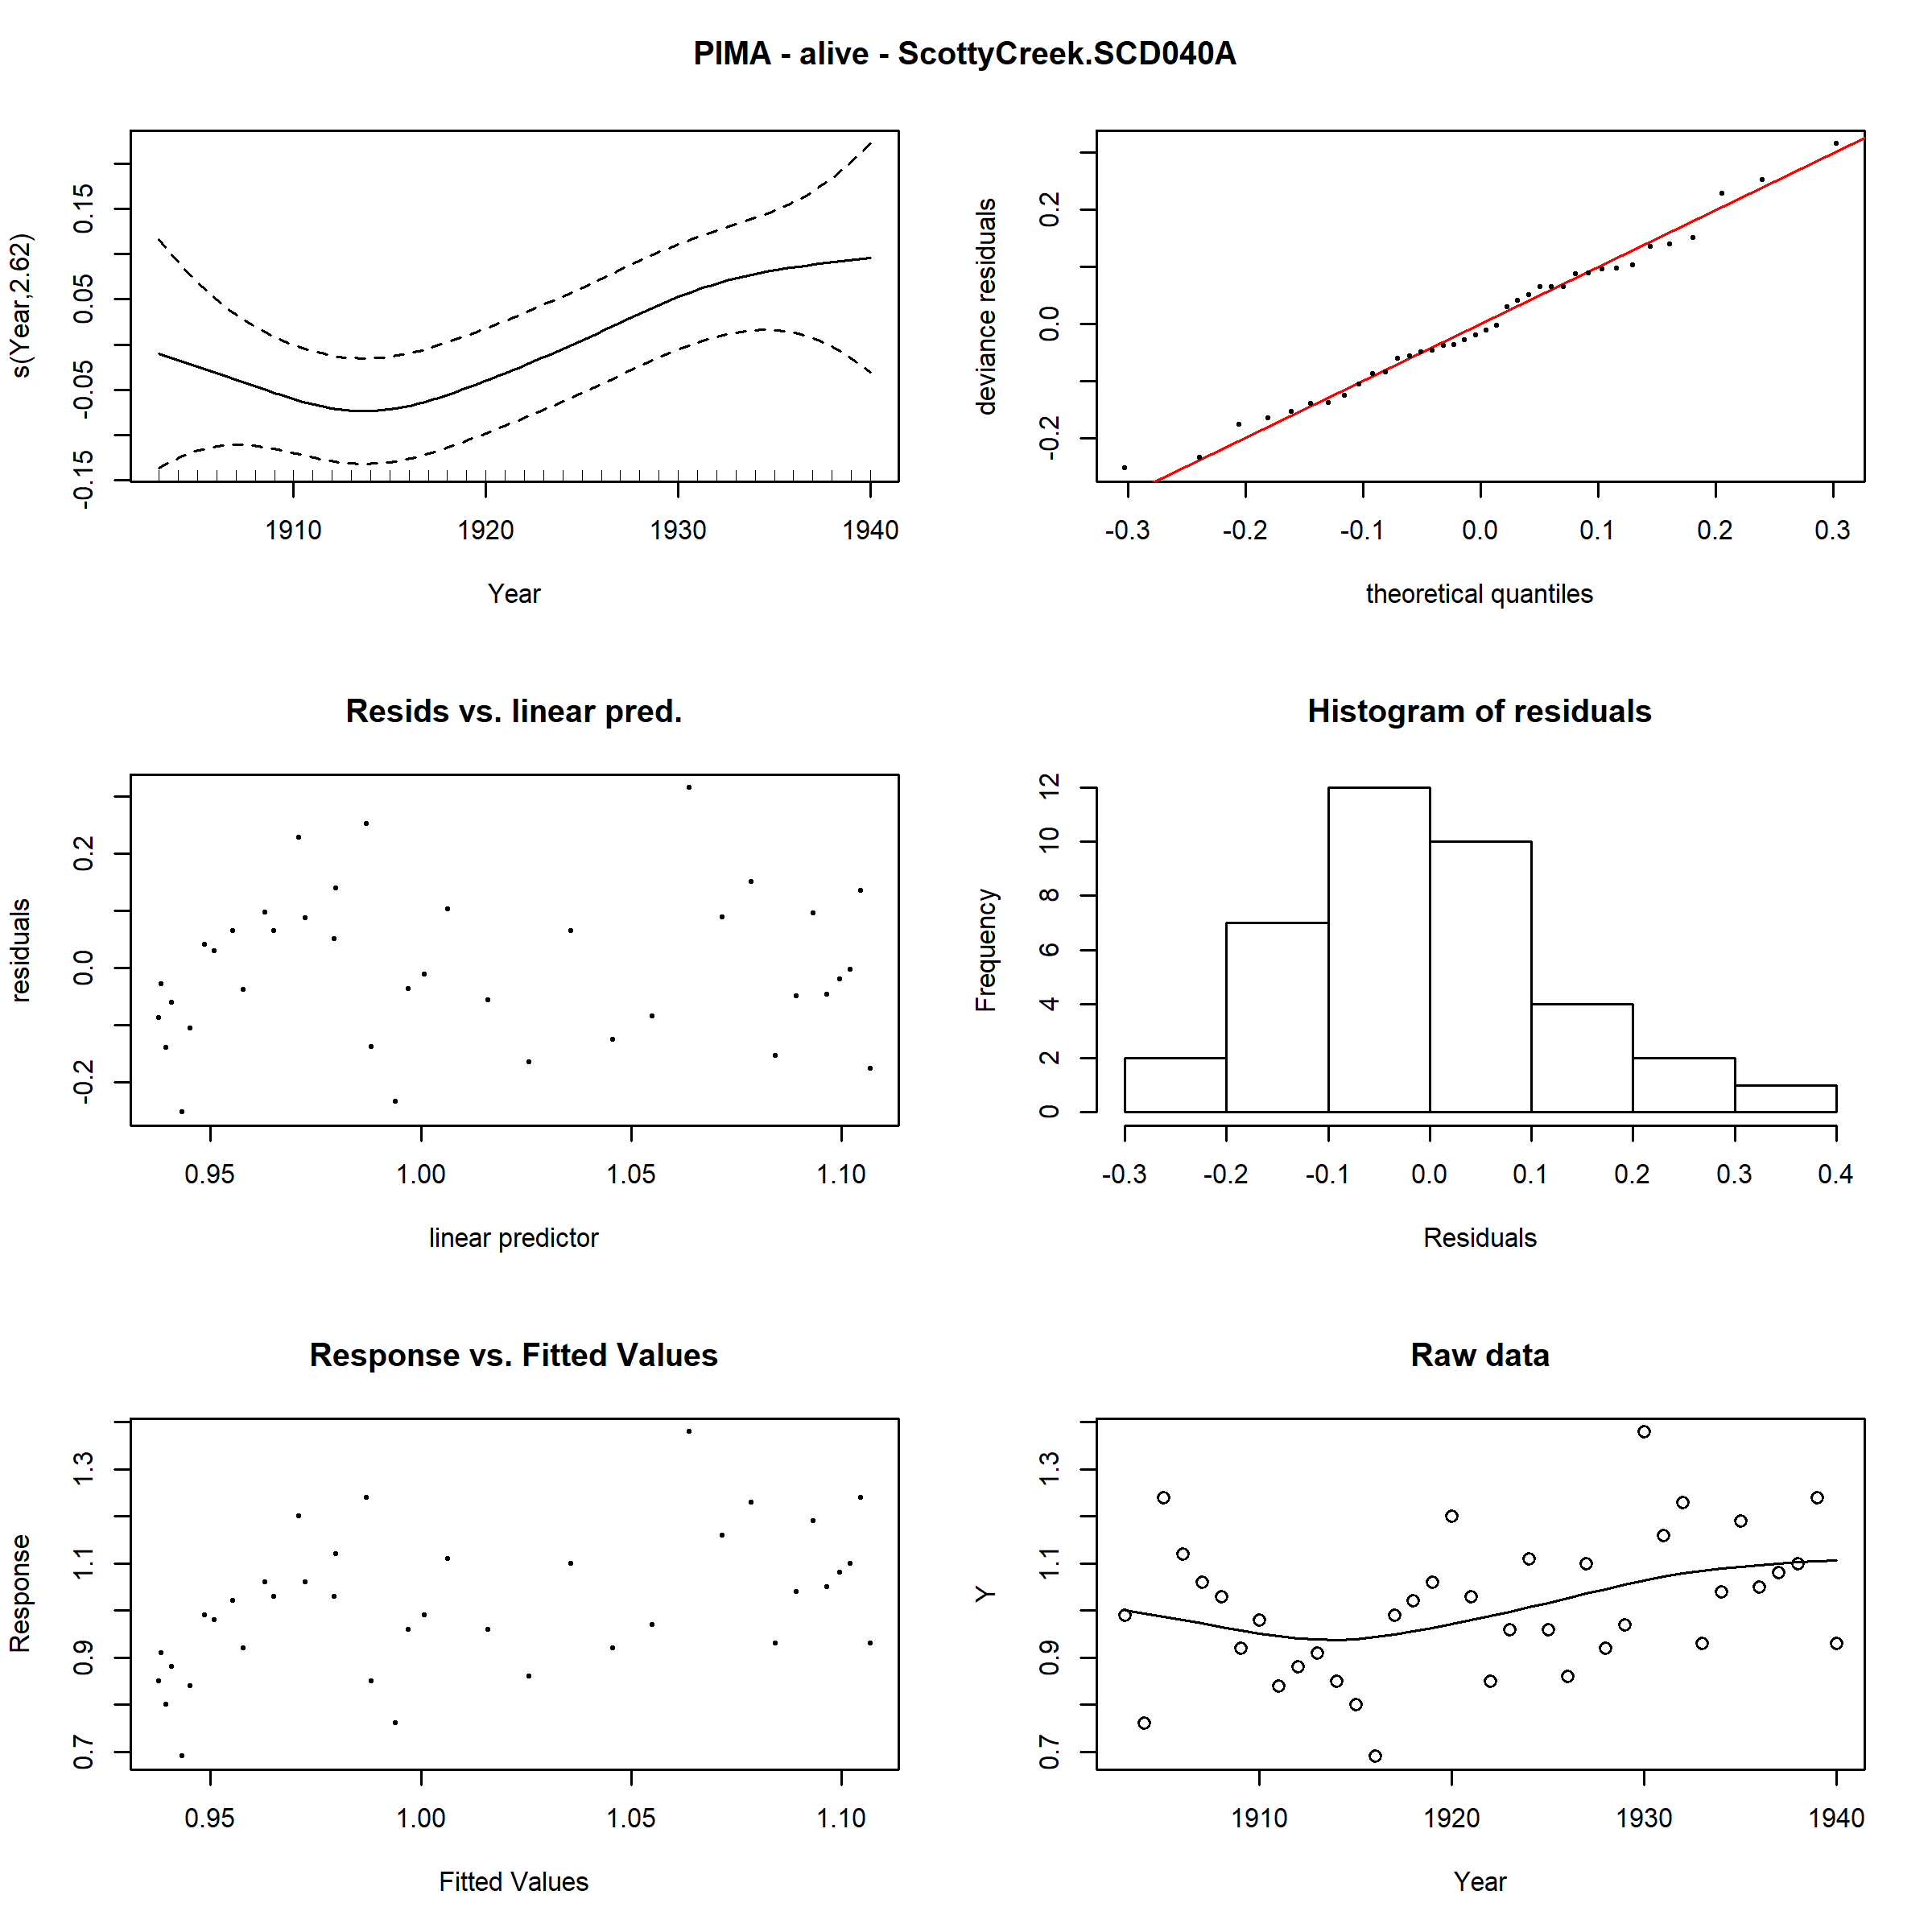 PIMA - alive - ScottyCreek.SCD040A
s(Year,2.62)
-0.15 -0.05 0.05 0.15
1910 1920 1930 1940
Year
deviance residuals
-0.2 0.0 0.2
-0.3 -0.2 -0.1 0.0 0.1 0.2 0.3
theoretical quantiles
Resids vs. linear pred.
residuals
-0.2 0.0 0.2
0.95 1.00 1.05 1.10
linear predictor
Histogram of residuals
Frequency
0 2 4 6 8 10 12
-0.3 -0.2 -0.1 0.0 0.1 0.2 0.3 0.4
Residuals
Response vs. Fitted Values
Response
0.7 0.9 1.1 1.3
0.95 1.00 1.05 1.10
Fitted Values
Raw data
Y
0.7 0.9 1.1 1.3
1910 1920 1930 1940
Year